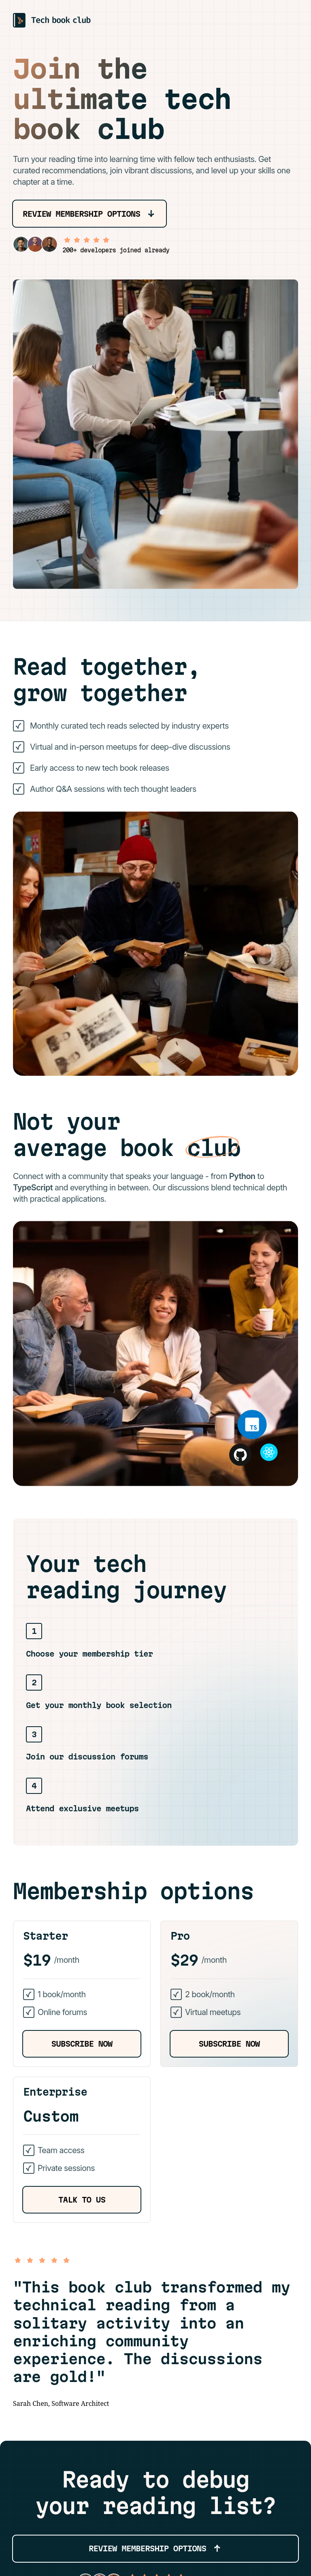 Tech book club
Join the
ultimate tech
book club
Turn your reading time into learning time with fellow tech enthusiasts. Get
curated recommendations, join vibrant discussions, and level up your skills one
chapter at a time.
REVIEW MEMBERSHIP OPTIONS ↓
200+ developers joined already
Read together,
grow together
Monthly curated tech reads selected by industry experts
Virtual and in-person meetups for deep-dive discussions
Early access to new tech book releases
Author Q&A sessions with tech thought leaders
Not your
average book club
Connect with a community that speaks your language - from Python to
TypeScript and everything in between. Our discussions blend technical depth
with practical applications.
TS
Your tech
reading journey
1
Choose your membership tier
2
Get your monthly book selection
3
Join our discussion forums
4
Attend exclusive meetups
Membership options
Starter
$19 /month
1 book/month
Online forums
SUBSCRIBE NOW
Pro
$29 /month
2 book/month
Virtual meetups
SUBSCRIBE NOW
Enterprise
Custom
Team access
Private sessions
TALK TO US
"This book club transformed my
technical reading from a
solitary activity into an
enriching community
experience. The discussions
are gold!"
Sarah Chen, Software Architect
Ready to debug
your reading list?
REVIEW MEMBERSHIP OPTIONS ↑